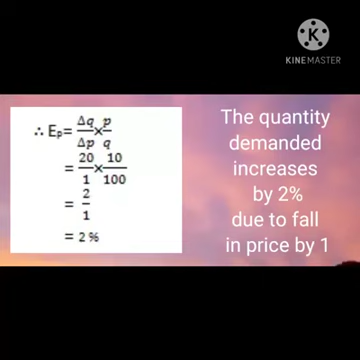 K
KINEMASTER
∴ Eₚ= Δq/Δp × p/q
= 20/1 × 10/100
= 2/1
= 2 %
The quantity
demanded
increases
by 2%
due to fall
in price by 1